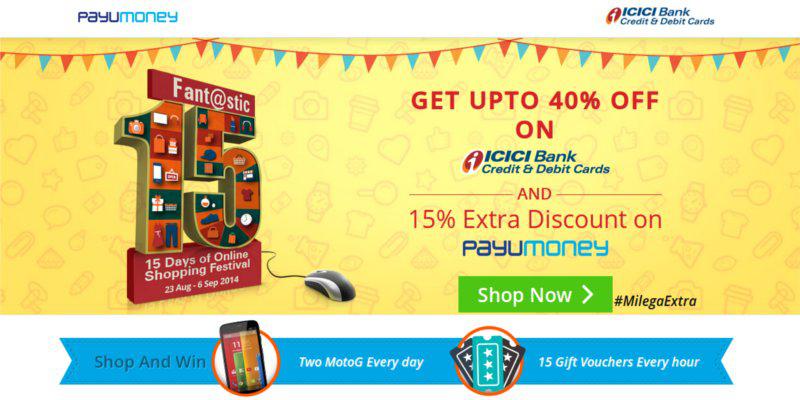 PayUmoney
ICICI Bank
Credit & Debit Cards
Fant@stic
15
15 Days of Online
Shopping Festival
23 Aug - 6 Sep 2014
GET UPTO 40% OFF
ON
ICICI Bank
Credit & Debit Cards
AND
15% Extra Discount on
PayUmoney
Shop Now
#MilegaExtra
Shop And Win
Two MotoG Every day
15 Gift Vouchers Every hour